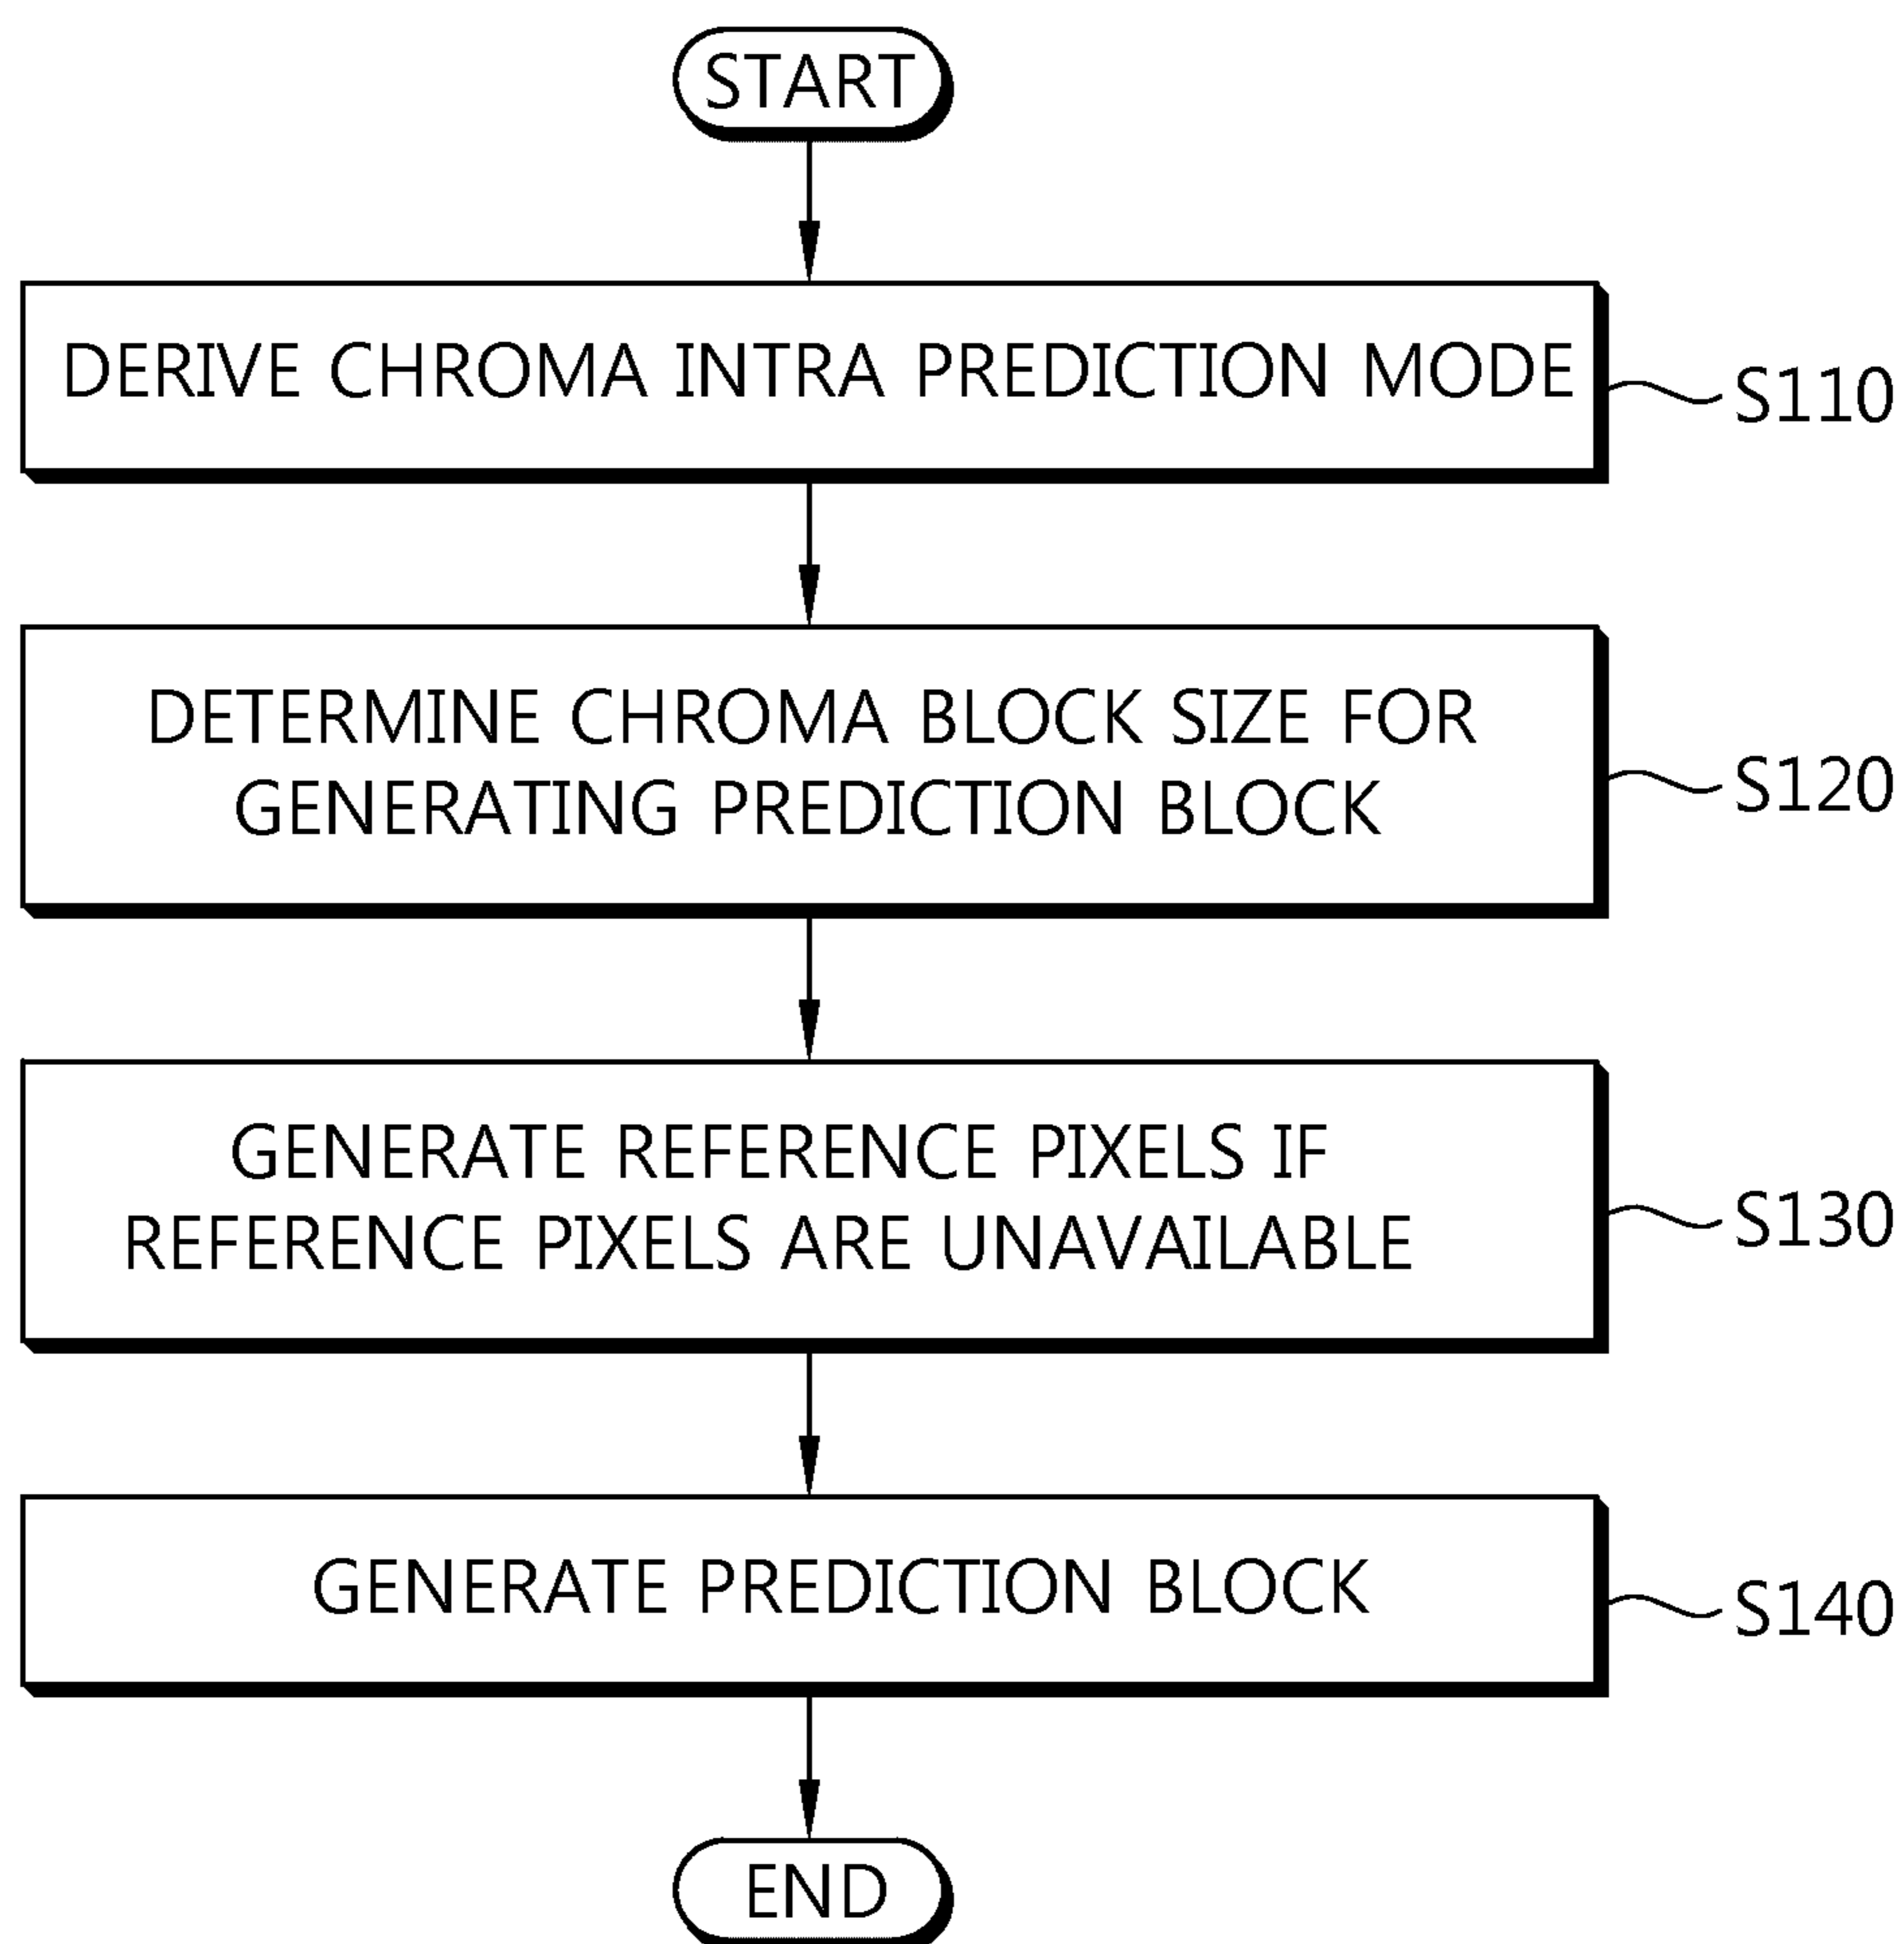 START
DERIVE CHROMA INTRA PREDICTION MODE
S110
DETERMINE CHROMA BLOCK SIZE FOR
GENERATING PREDICTION BLOCK
S120
GENERATE REFERENCE PIXELS IF
REFERENCE PIXELS ARE UNAVAILABLE
S130
GENERATE PREDICTION BLOCK
S140
END